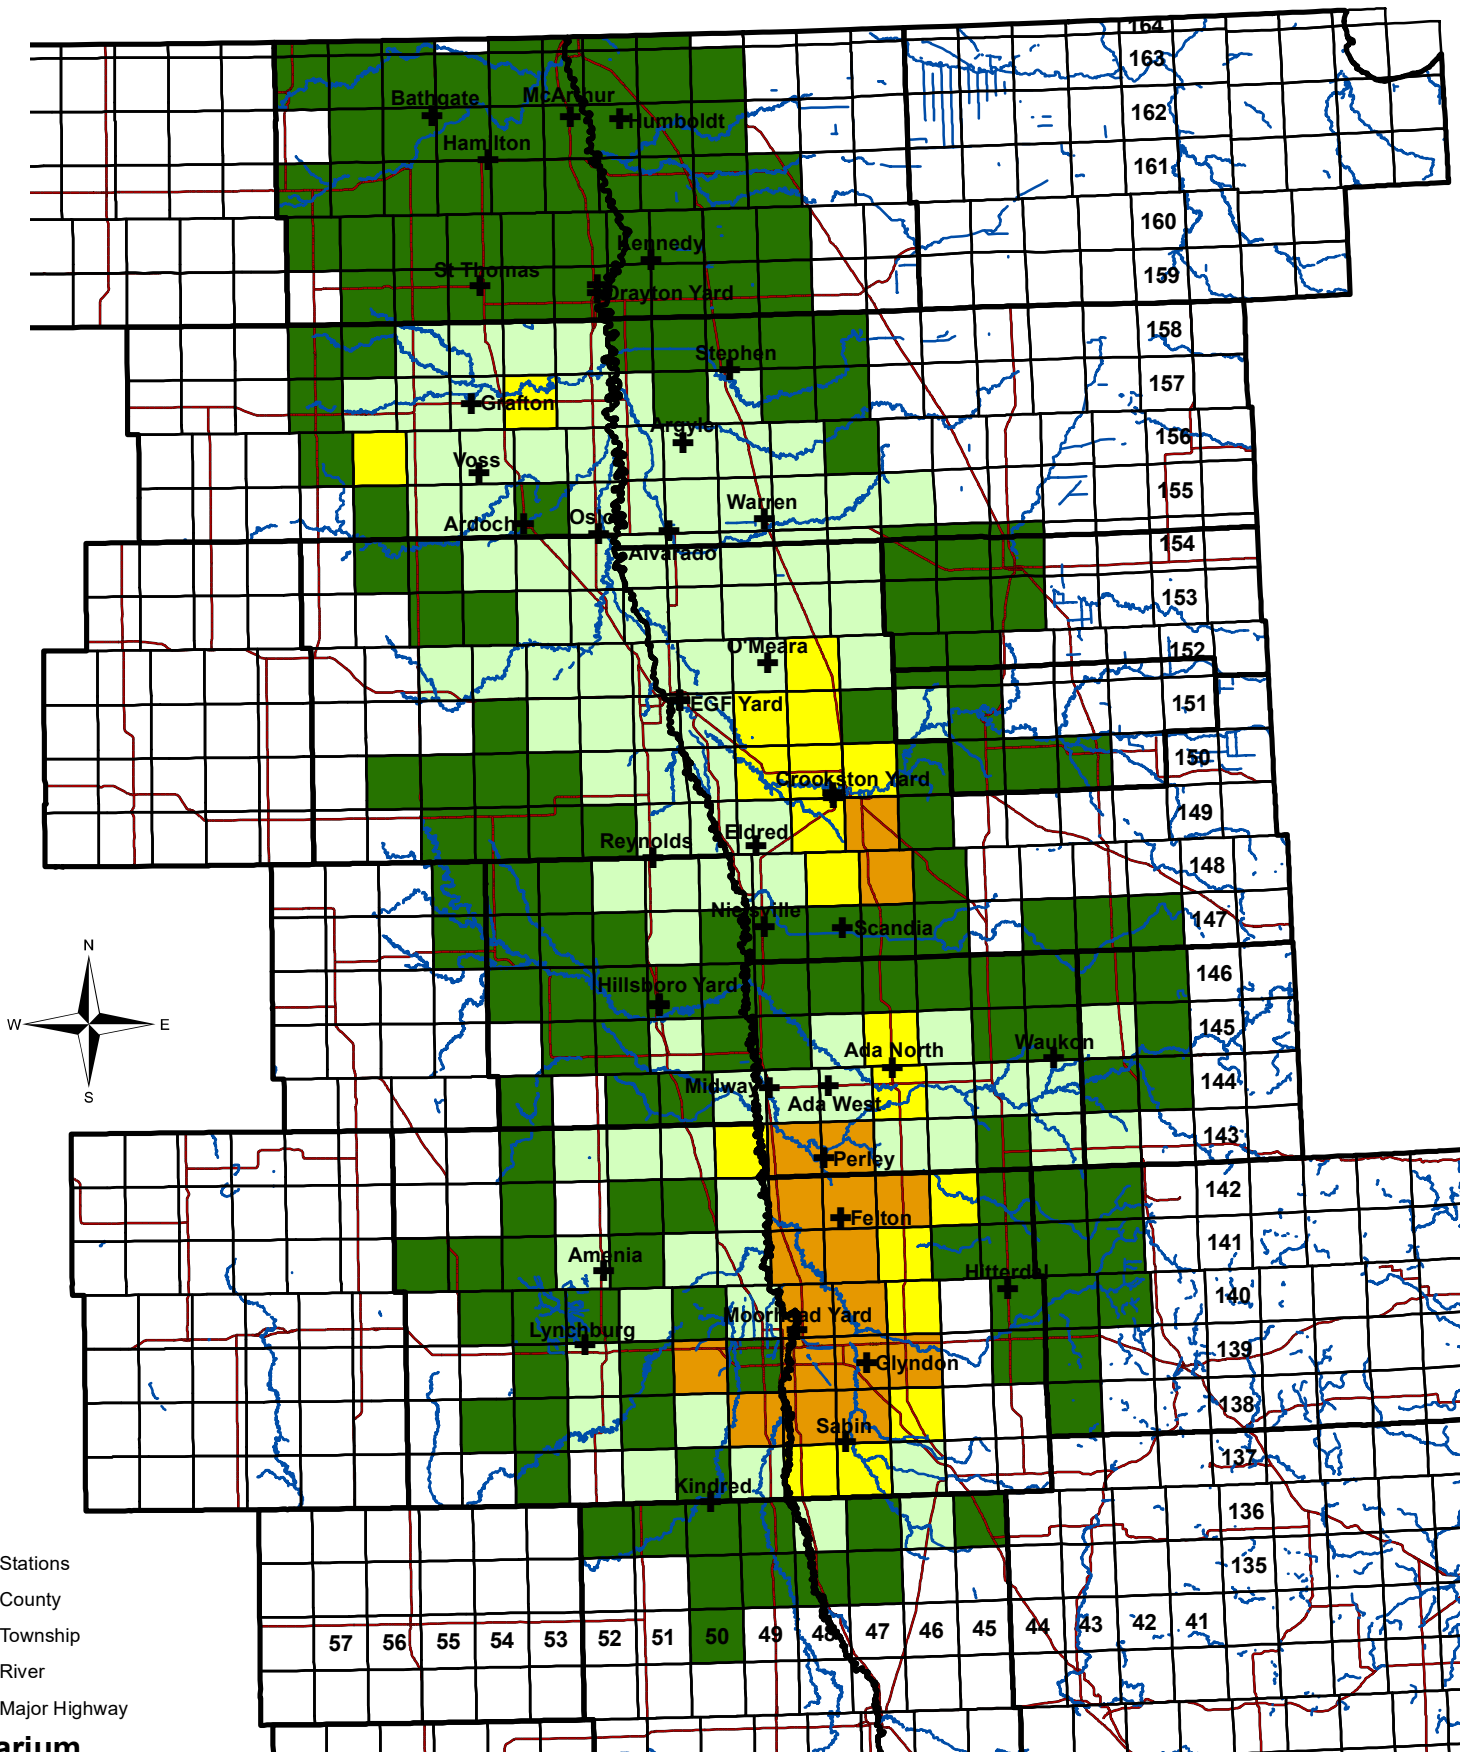 164
163
Bathgate
McArthur
162
Humboldt
Hamilton
161
160
Kennedy
St Thomas
159
Drayton Yard
158
Stephen
157
Grafton
Argyle
156
Voss
155
Warren
Ardoch
Oslo
154
Alvarado
153
O'Meara
152
EGF Yard
151
150
Crookston Yard
149
Eldred
Reynolds
148
Nielsville
147
Scandia
N
146
Hillsboro Yard
W
E
145
Waukon
Ada North
144
Midway
S
Ada West
143
Perley
142
Felton
141
Amenia
Hitterdal
140
Moorhead Yard
Lynchburg
139
Glyndon
138
Sabin
137
Kindred
136
Stations
135
County
Township
57 56 55 54 53 52 51 50 49 48 47 46 45 44 43 42 41
River
Major Highway
arium